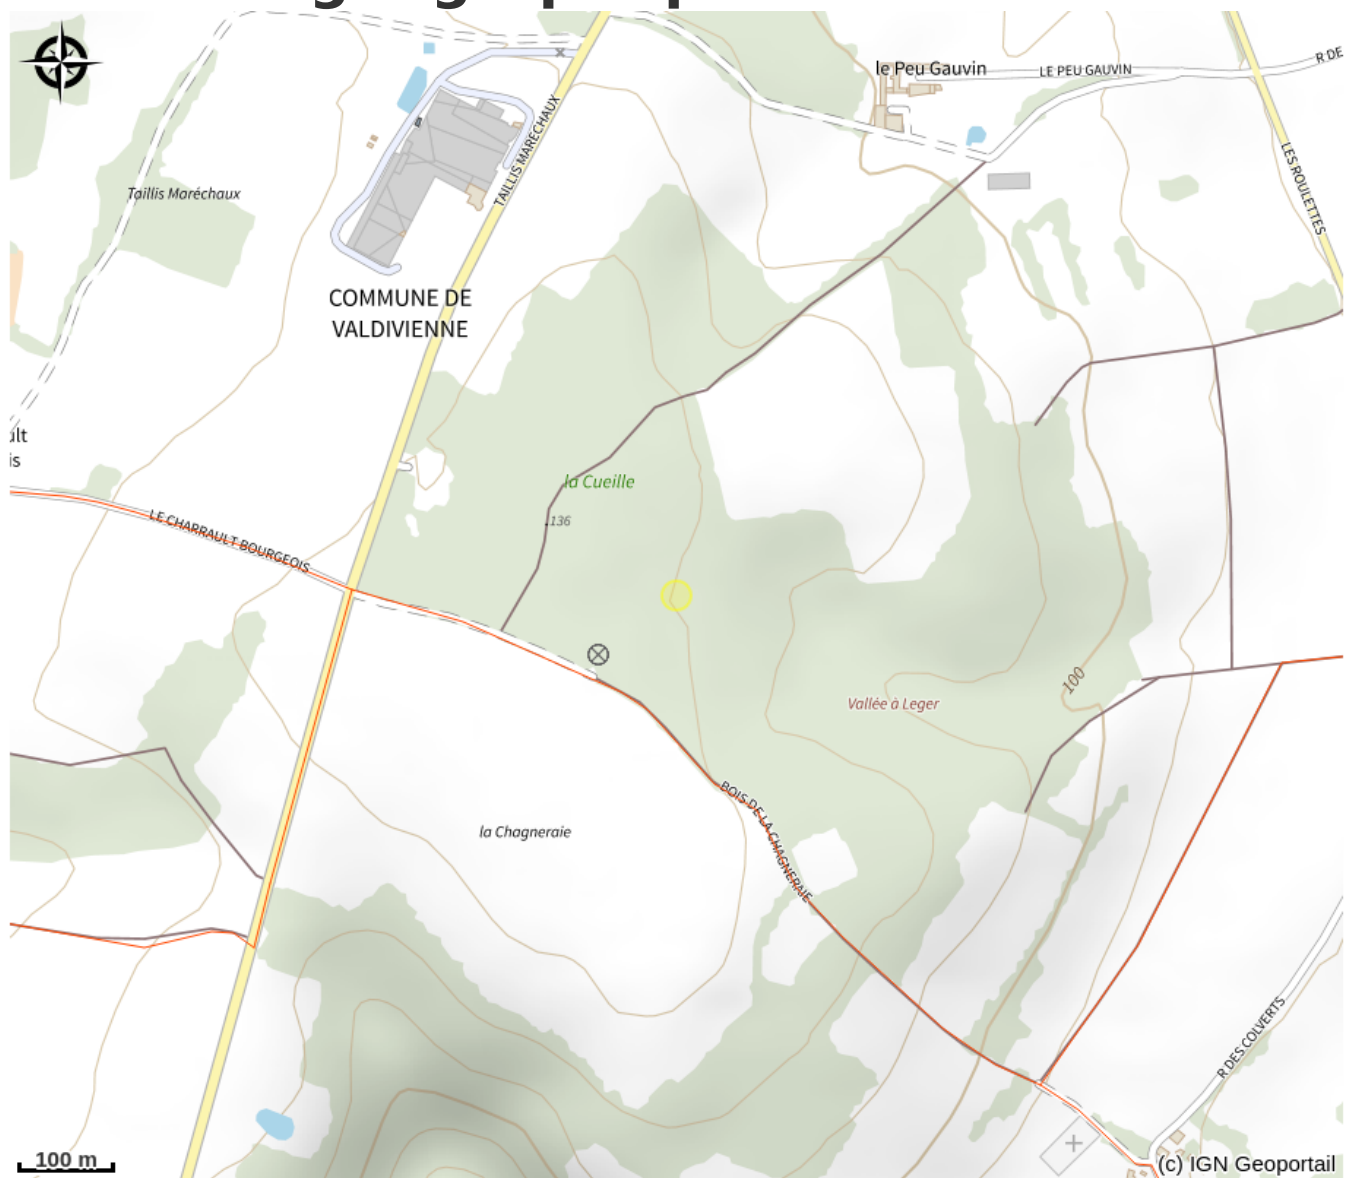 le Peu Gauvin
LE PEU GAUVIN
R DE
TAILLIS MARECHAUX
LES ROULETTES
Taillis Maréchaux
COMMUNE DE
VALDIVIENNE
ult
is
la Cueille
136
LE CHARRAULT BOURGEOIS
100
Vallée à Leger
BOIS DE LA CHAGNERAIE
la Chagneraie
R DES COLVERTS
100 m
(c) IGN Geoportail